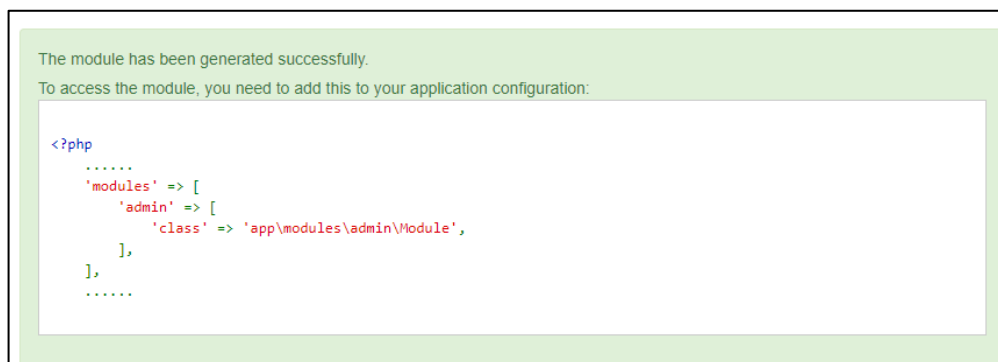 The module has been generated successfully.
To access the module, you need to add this to your application configuration:
<?php
......
'modules' => [
'admin' => [
'class' => 'app\modules\admin\Module',
],
],
......